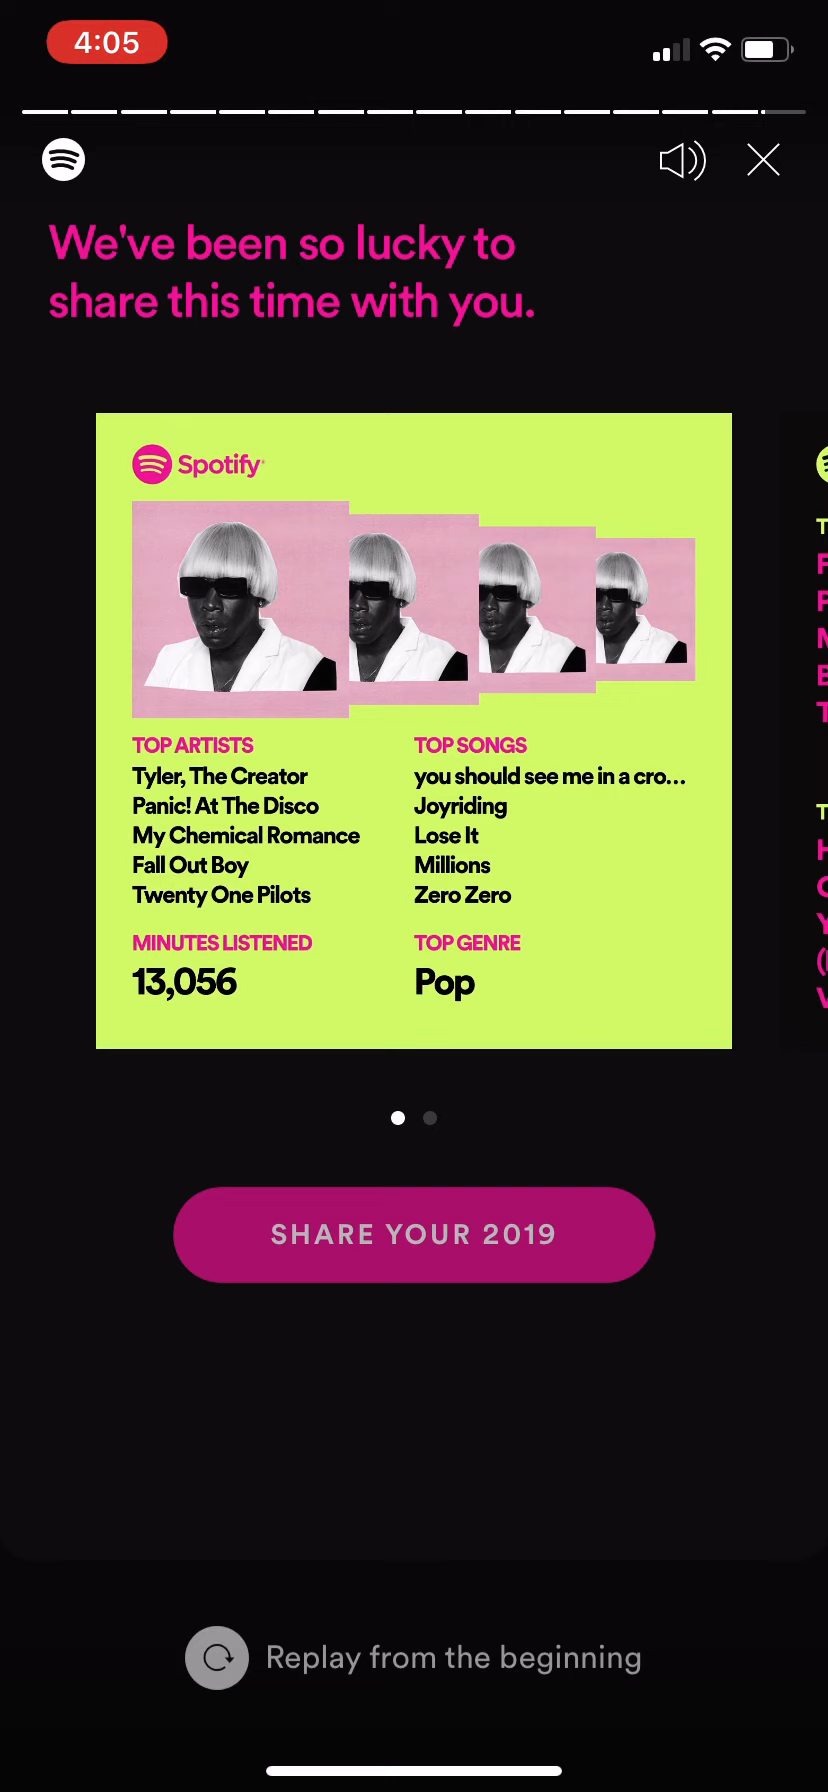 4:05
We've been so lucky to
share this time with you.
Spotify
TOP ARTISTS
Tyler, The Creator
Panic! At The Disco
My Chemical Romance
Fall Out Boy
Twenty One Pilots
TOP SONGS
you should see me in a cro...
Joyriding
Lose It
Millions
Zero Zero
MINUTES LISTENED
13,056
TOP GENRE
Pop
SHARE YOUR 2019
Replay from the beginning